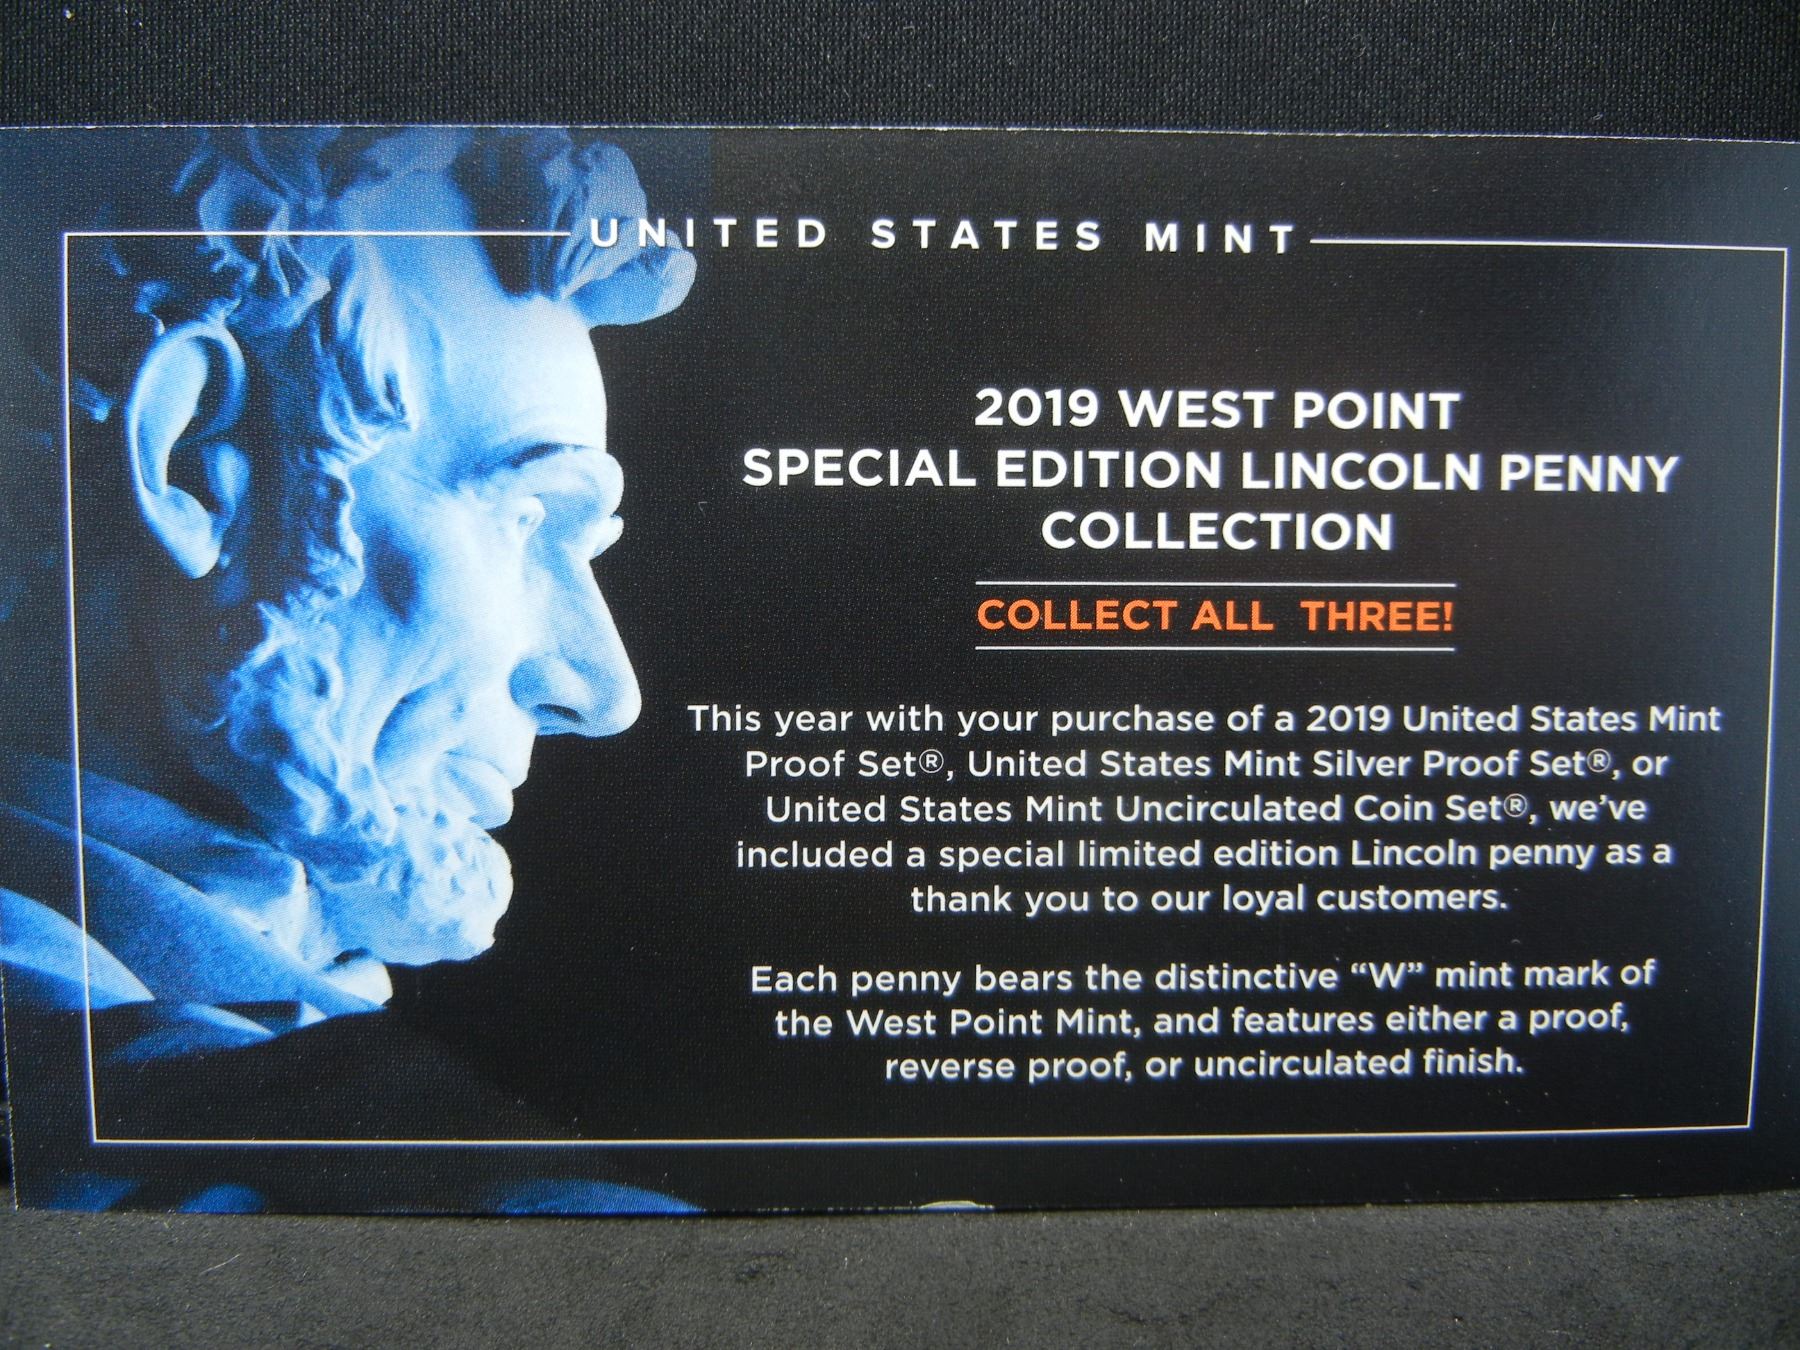 UNITED STATES MINT
2019 WEST POINT
SPECIAL EDITION LINCOLN PENNY
COLLECTION
COLLECT ALL THREE!
This year with your purchase of a 2019 United States Mint
Proof Set®, United States Mint Silver Proof Set®, or
United States Mint Uncirculated Coin Set®, we’ve
included a special limited edition Lincoln penny as a
thank you to our loyal customers.
Each penny bears the distinctive “W” mint mark of
the West Point Mint, and features either a proof,
reverse proof, or uncirculated finish.